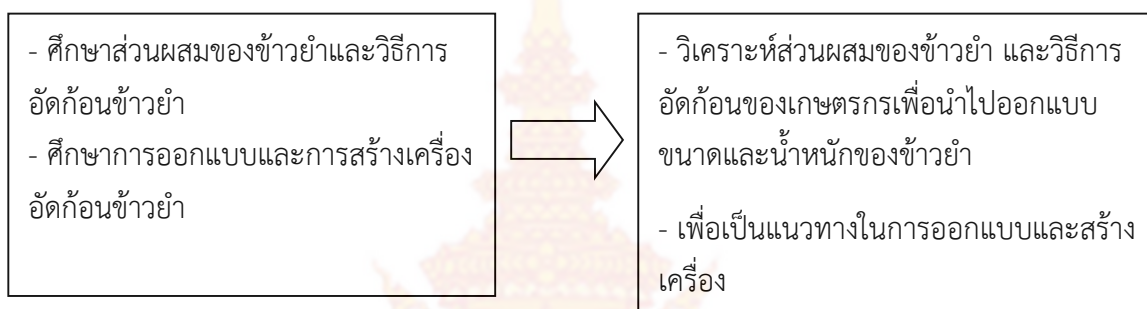 - ศึกษาส่วนผสมของข้าวยำและวิธีการ
อัดก้อนข้าวยำ
- ศึกษาการออกแบบและการสร้างเครื่อง
อัดก้อนข้าวยำ
- วิเคราะห์ส่วนผสมของข้าวยำ และวิธีการ
อัดก้อนของเกษตรกรเพื่อนำไปออกแบบ
ขนาดและน้ำหนักของข้าวยำ
- เพื่อเป็นแนวทางในการออกแบบและสร้าง
เครื่อง